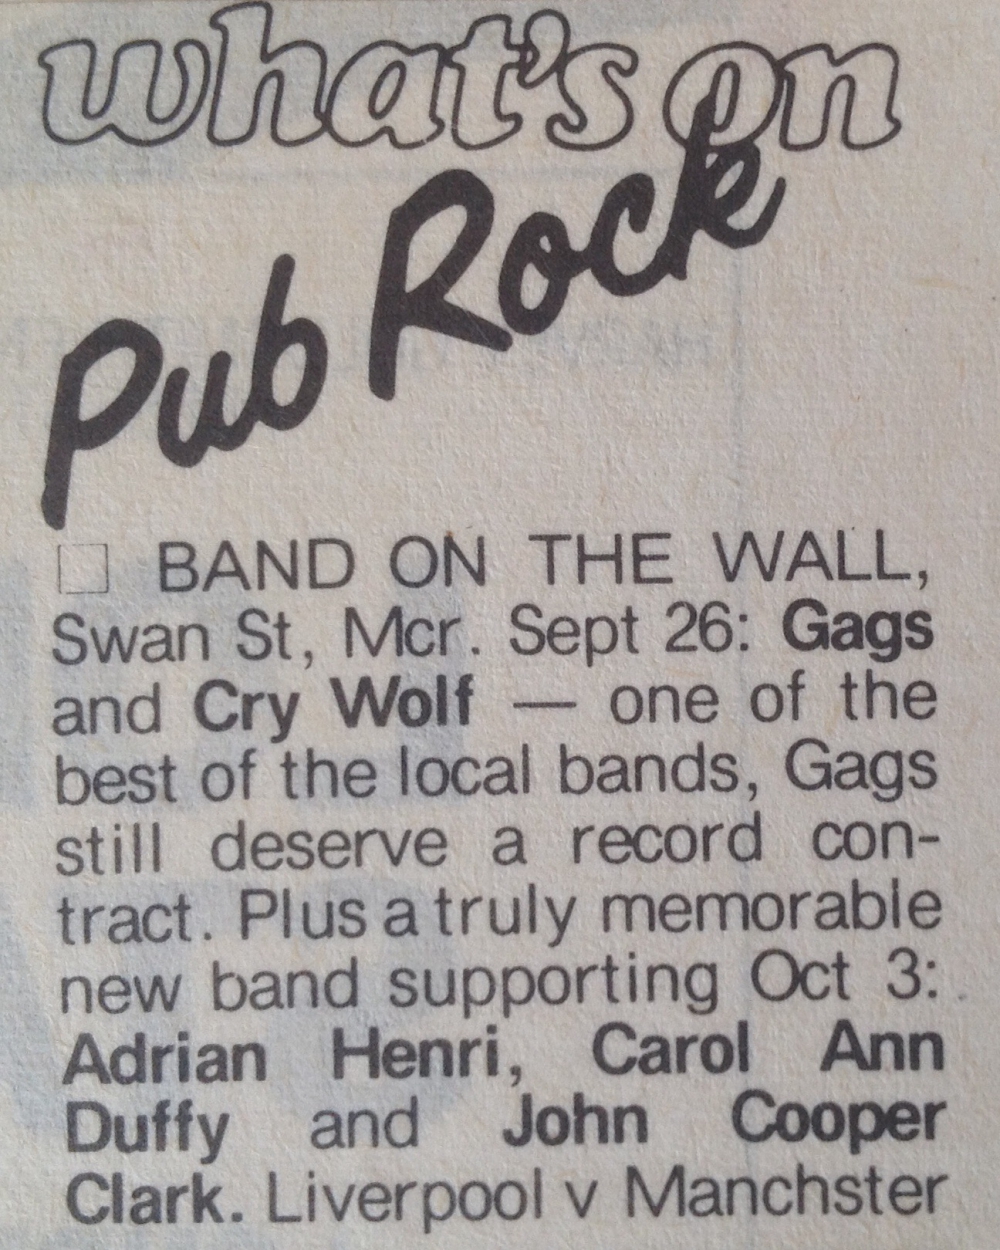 what's on
Pub Rock
☐ BAND ON THE WALL,
Swan St, Mcr. Sept 26: Gags
and Cry Wolf — one of the
best of the local bands, Gags
still deserve a record con-
tract. Plus a truly memorable
new band supporting Oct 3:
Adrian Henri, Carol Ann
Duffy and John Cooper
Clark. Liverpool v Manchster